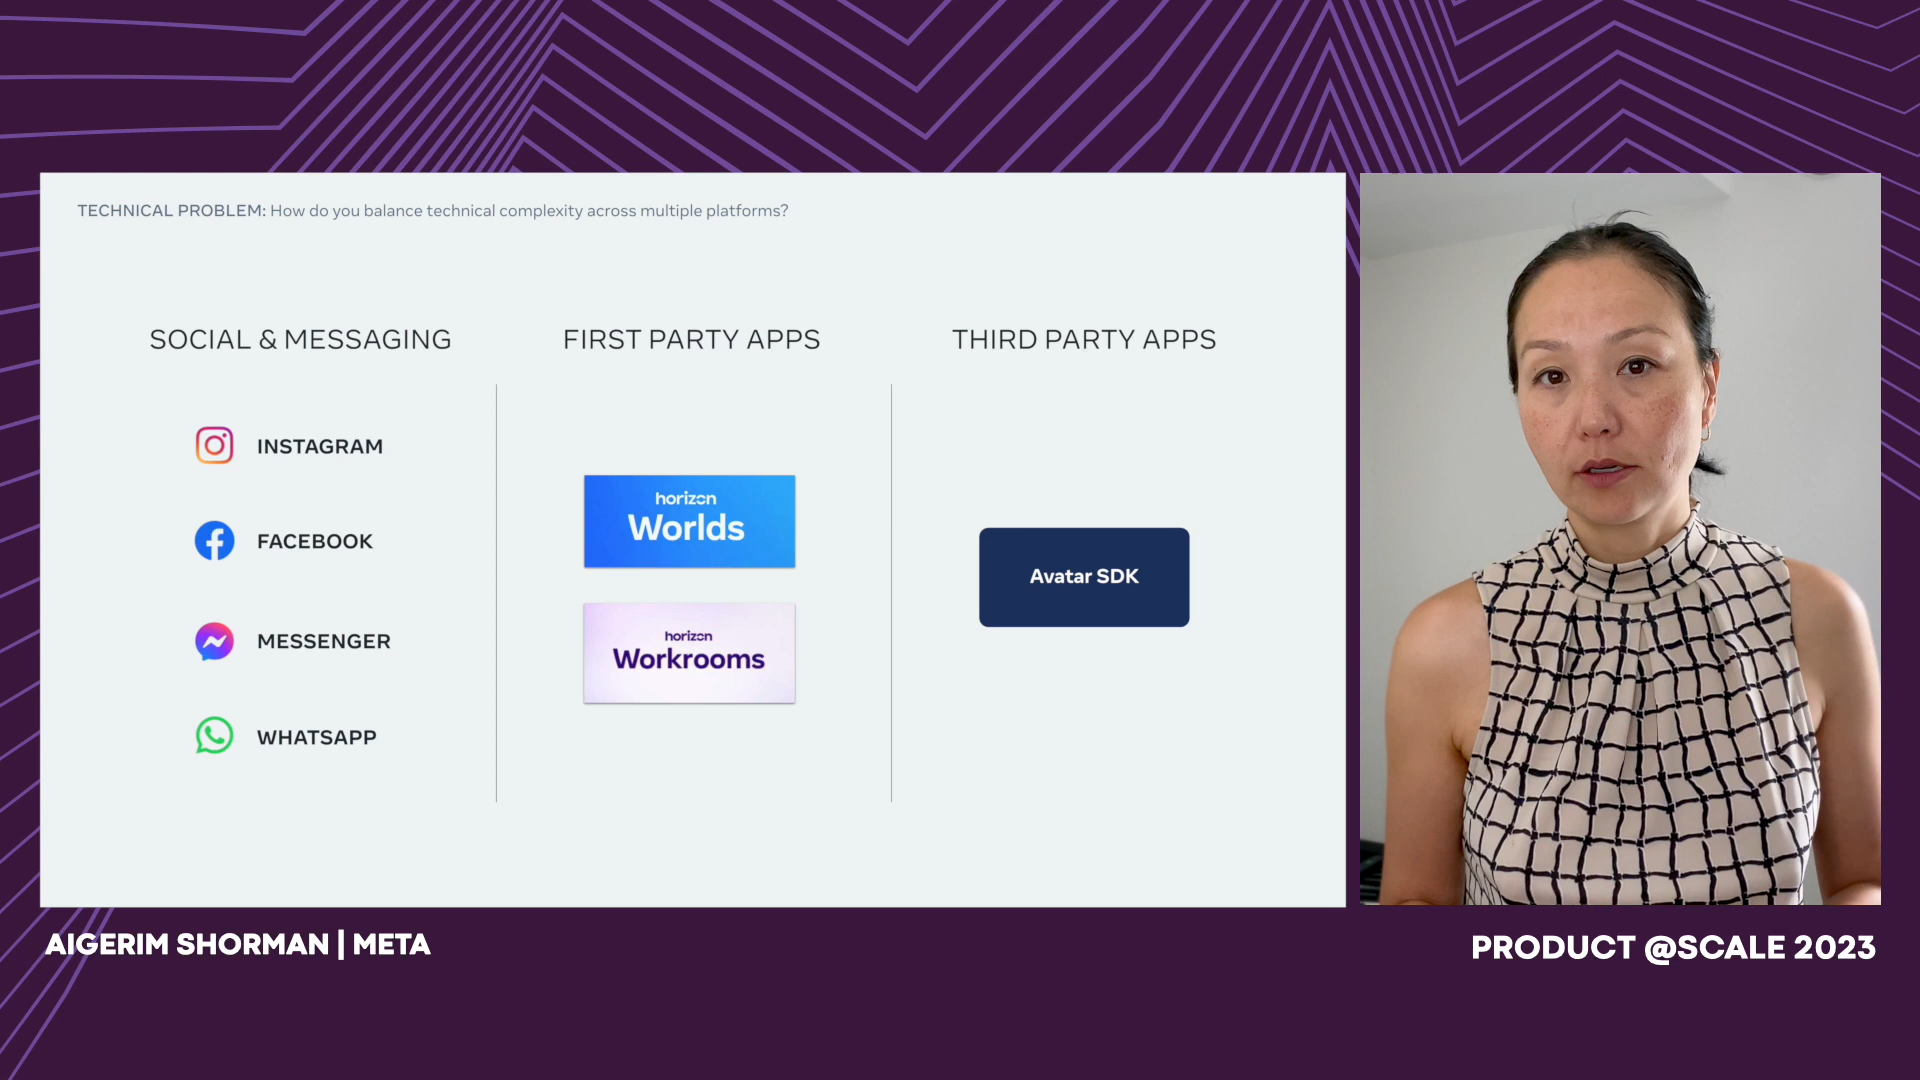 TECHNICAL PROBLEM: How do you balance technical complexity across multiple platforms?
SOCIAL & MESSAGING
INSTAGRAM
FACEBOOK
MESSENGER
WHATSAPP
FIRST PARTY APPS
horizon
Worlds
horizon
Workrooms
THIRD PARTY APPS
Avatar SDK
AIGERIM SHORMAN | META
PRODUCT @SCALE 2023